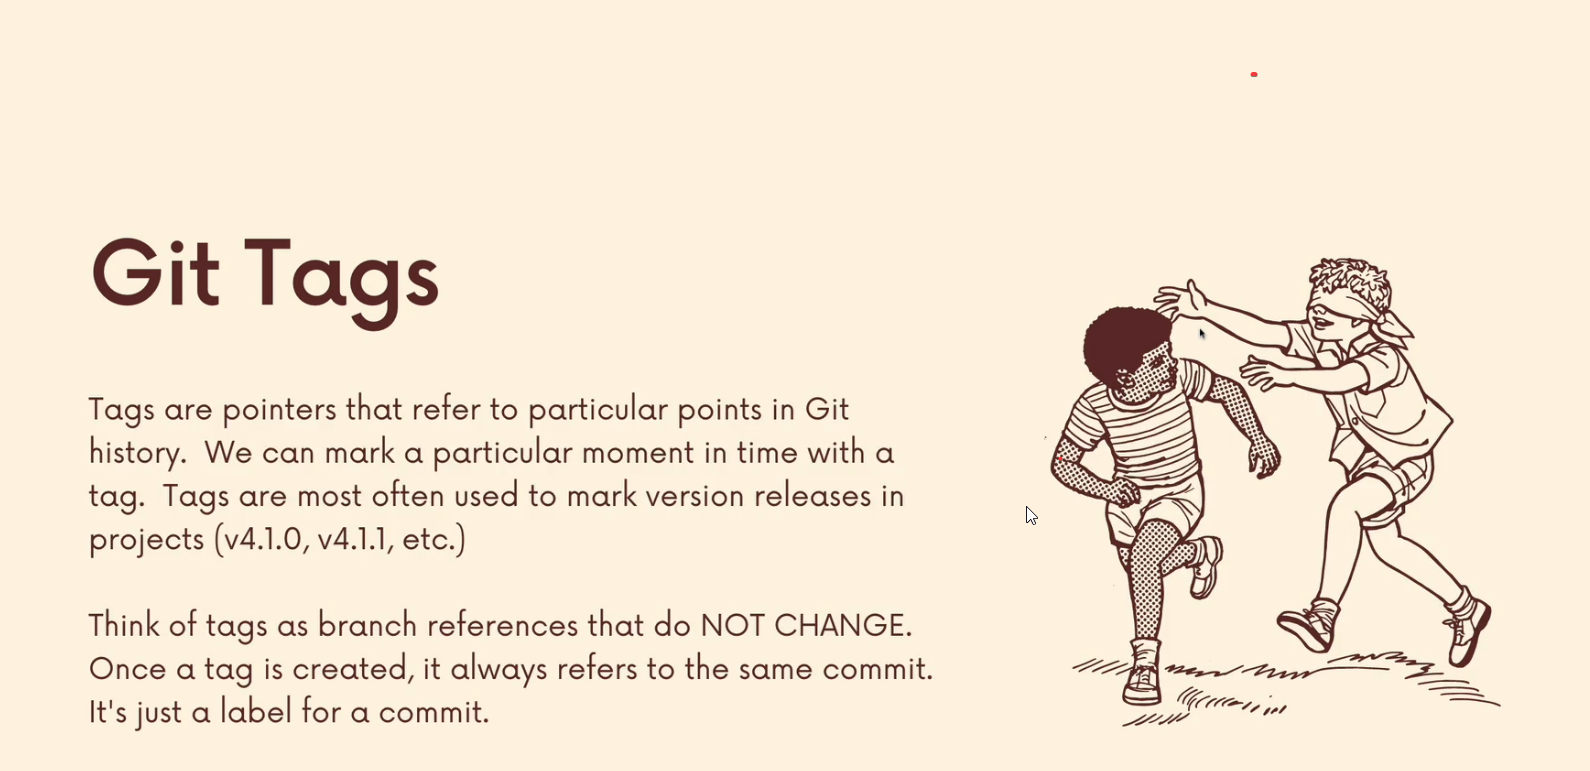 Git Tags
Tags are pointers that refer to particular points in Git
history.  We can mark a particular moment in time with a
tag.  Tags are most often used to mark version releases in
projects (v4.1.0, v4.1.1, etc.)
Think of tags as branch references that do NOT CHANGE.
Once a tag is created, it always refers to the same commit.
It's just a label for a commit.